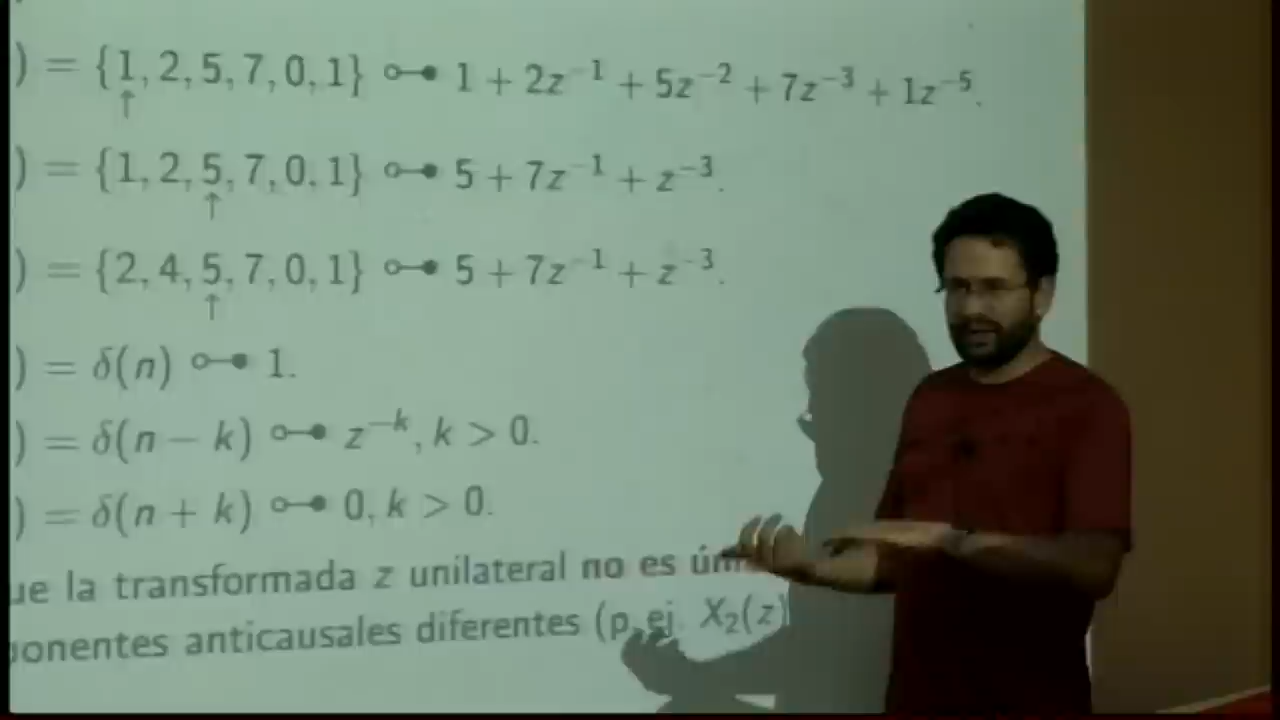 ) = {1, 2, 5, 7, 0, 1} ○─● 1 + 2z⁻¹ + 5z⁻² + 7z⁻³ + 1z⁻⁵.
↑
) = {1, 2, 5, 7, 0, 1} ○─● 5 + 7z⁻¹ + z⁻³.
↑
) = {2, 4, 5, 7, 0, 1} ○─● 5 + 7z⁻¹ + z⁻³.
↑
) = δ(n) ○─● 1.
) = δ(n − k) ○─● z⁻ᵏ, k > 0.
) = δ(n + k) ○─● 0, k > 0.
ue la transformada z unilateral no es
ponentes anticausales diferentes (p. ej. X₂(z)